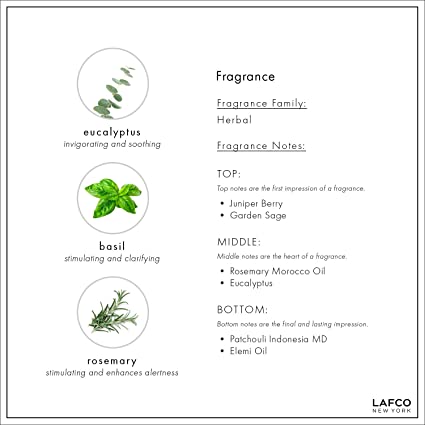 eucalyptus
invigorating and soothing
basil
stimulating and clarifying
rosemary
stimulating and enhances alertness
Fragrance
Fragrance Family:
Herbal
Fragrance Notes:
TOP:
Top notes are the first impression of a fragrance.
• Juniper Berry
• Garden Sage
MIDDLE:
Middle notes are the heart of a fragrance.
• Rosemary Morocco Oil
• Eucalyptus
BOTTOM:
Bottom notes are the final and lasting impression.
• Patchouli Indonesia MD
• Elemi Oil
LAFCO
NEW YORK